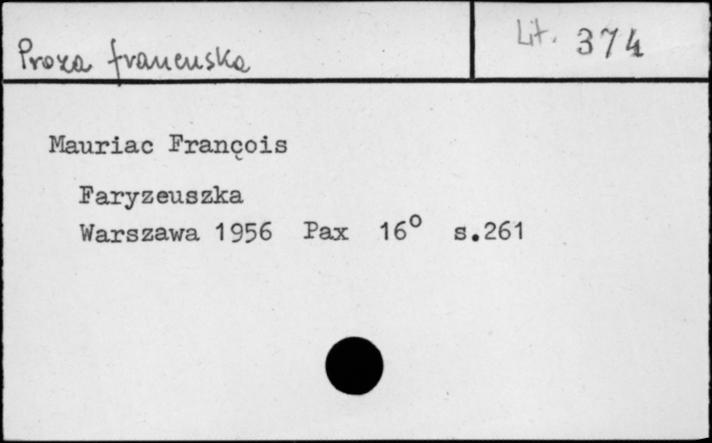 Proza francuska
Lit. 374
Mauriac François
Faryzeuszka
Warszawa 1956 Pax 16° s.261